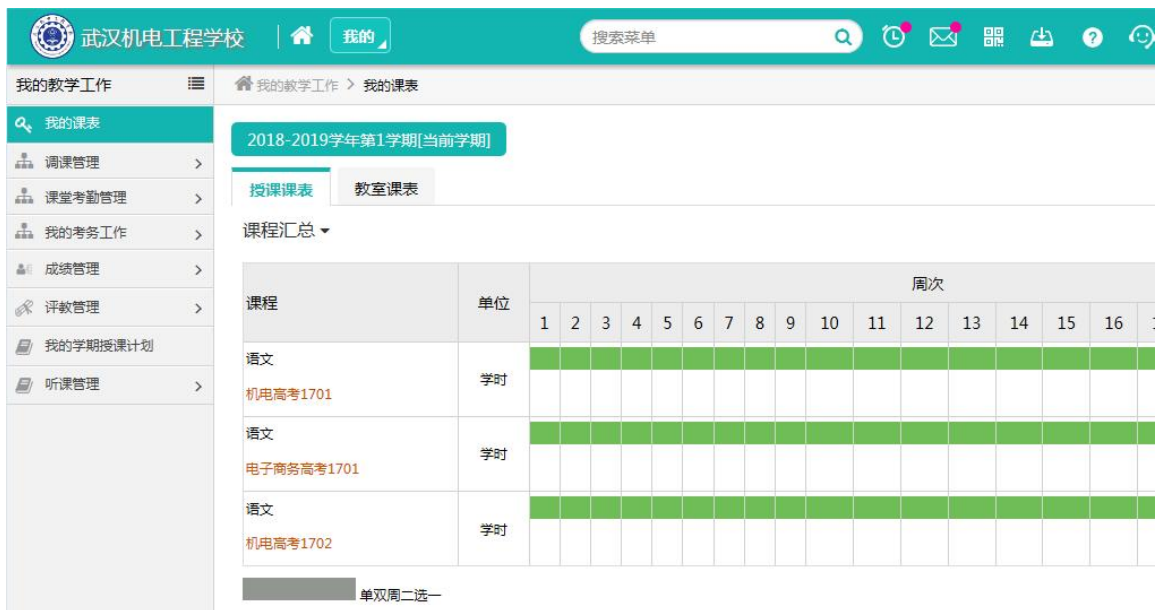 武汉机电工程学校
我的
搜索菜单
我的教学工作
我的教学工作 > 我的课表
我的课表
调课管理
课堂考勤管理
我的考务工作
成绩管理
评教管理
我的学期授课计划
听课管理
2018-2019学年第1学期[当前学期]
授课课表 教室课表
课程汇总
课程 单位 周次
1 2 3 4 5 6 7 8 9 10 11 12 13 14 15 16
语文
机电高考1701
学时
语文
电子商务高考1701
学时
语文
机电高考1702
学时
单双周二选一